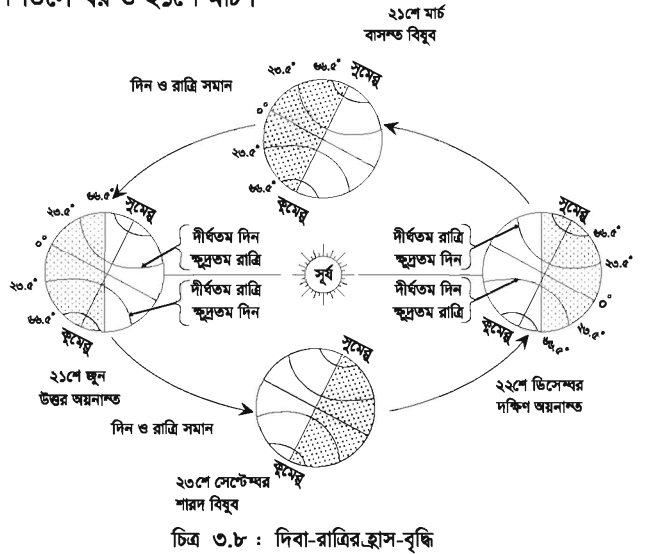 ২১শে মার্চ
বাসন্ত বিষুব
দিন ও রাত্রি সমান
২৩.৫° ৬৬.৫° সুমেরু
০°
২৩.৫°
৬৬.৫°
কুমেরু
৬৬.৫° সুমেরু
২৩.৫°
০°
২৩.৫°
৬৬.৫°
কুমেরু
দীর্ঘতম দিন
ক্ষুদ্রতম রাত্রি
দীর্ঘতম রাত্রি
ক্ষুদ্রতম দিন
সূর্য
দীর্ঘতম রাত্রি
ক্ষুদ্রতম দিন
দীর্ঘতম দিন
ক্ষুদ্রতম রাত্রি
সুমেরু
৬৬.৫°
২৩.৫°
০°
২৩.৫°
৬৬.৫°
কুমেরু
২১শে জুন
উত্তর অয়নান্ত
২২শে ডিসেম্বর
দক্ষিণ অয়নান্ত
দিন ও রাত্রি সমান
সুমেরু
কুমেরু
২৩শে সেপ্টেম্বর
শারদ বিষুব
চিত্র ৩.৮ : দিবা-রাত্রির হ্রাস-বৃদ্ধি